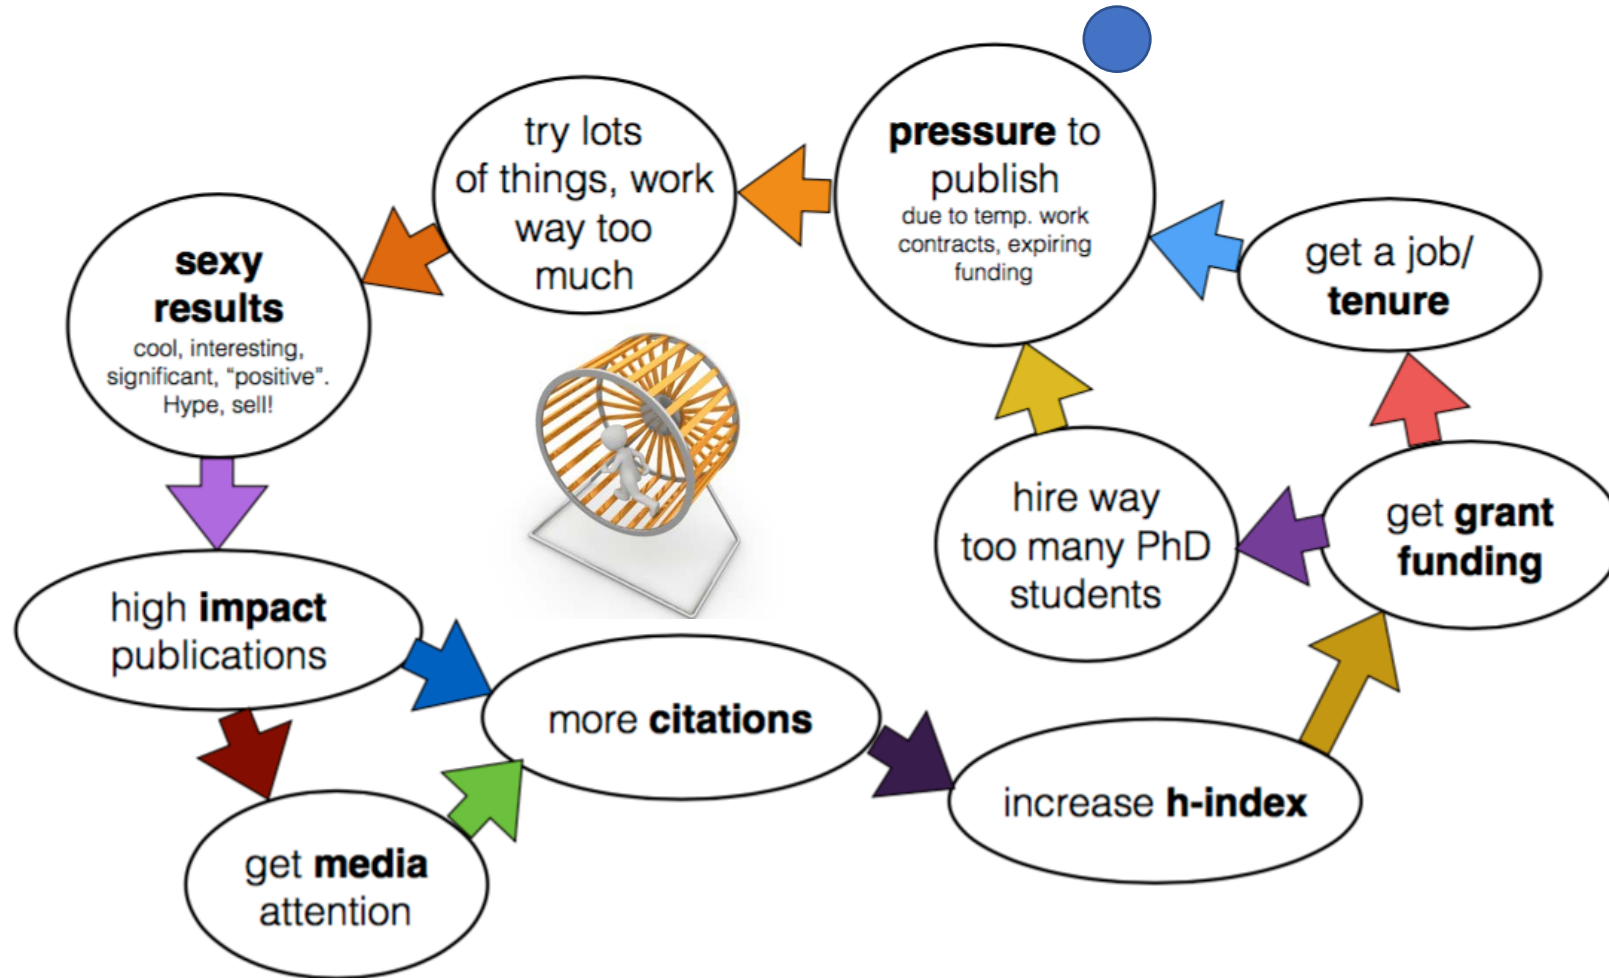 pressure to
publish
due to temp. work
contracts, expiring
funding
try lots
of things, work
way too
much
sexy
results
cool, interesting,
significant, “positive”.
Hype, sell!
high impact
publications
get media
attention
more citations
increase h-index
get grant
funding
hire way
too many PhD
students
get a job/
tenure